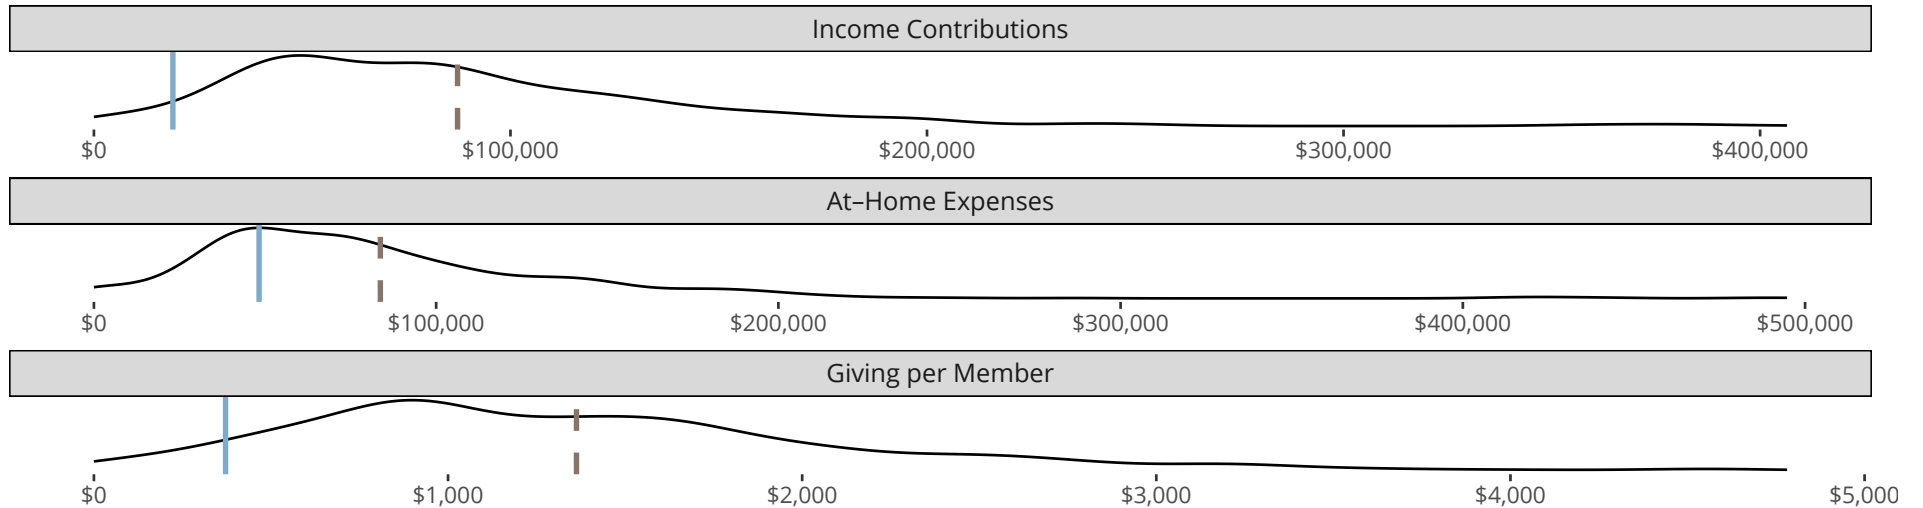 Income Contributions
$0 $100,000 $200,000 $300,000 $400,000
At–Home Expenses
$0 $100,000 $200,000 $300,000 $400,000 $500,000
Giving per Member
$0 $1,000 $2,000 $3,000 $4,000 $5,000